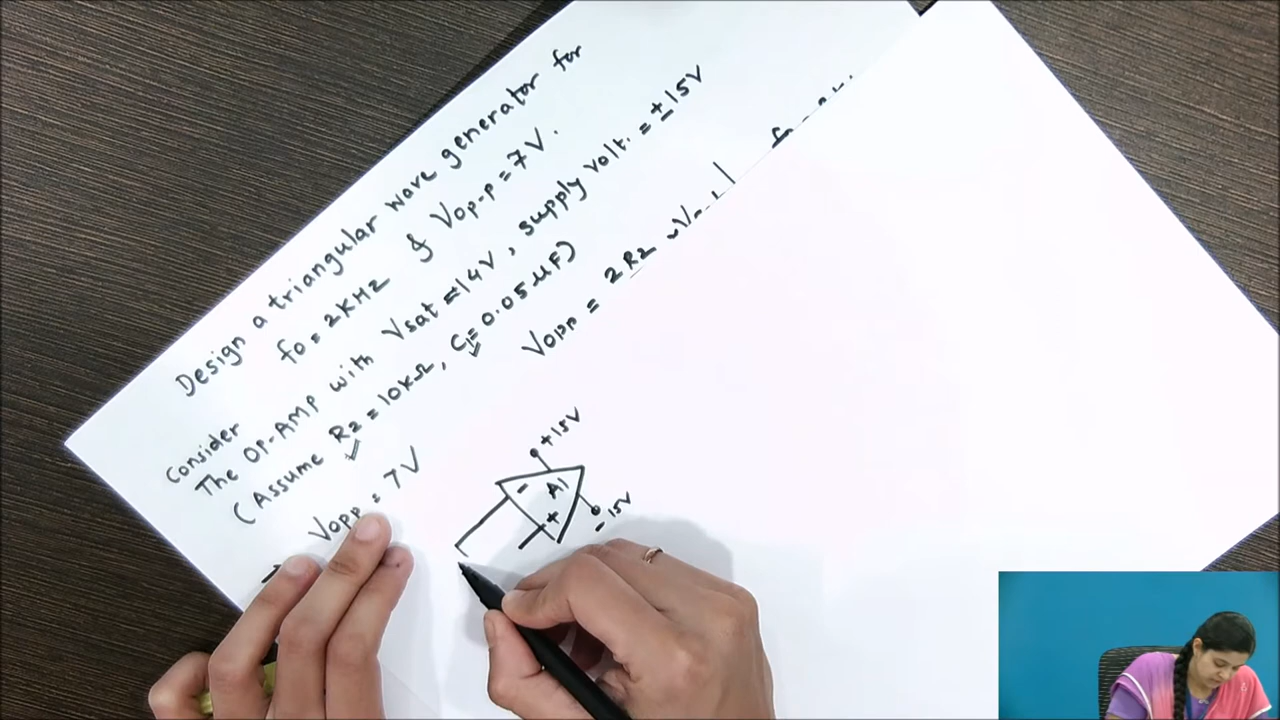 Design a triangular wave generator for
fo = 2KHZ & VOP-P = 7V.
Consider
The OP-AMP with Vsat = 14V, supply volt. = ±15V
(Assume R2 = 10KΩ, C = 0.05μF)
VOPP = 7V
VOPP = 2R2
+15V
- A1
+
- 15V